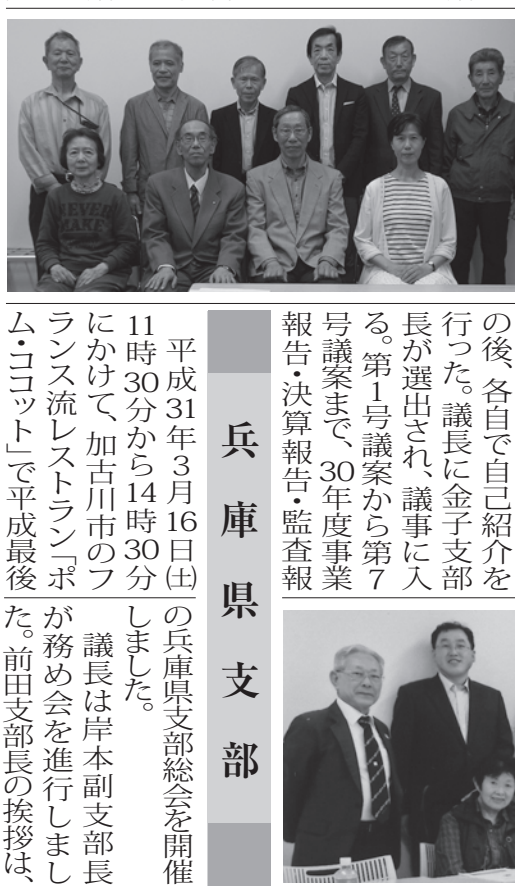 の後、各自で自己紹介を
行った。議長に金子支部
長が選出され、議事に入
る。第１号議案から第７
号議案まで、30年度事業
報告・決算報告・監査報
兵庫県支部
平成31年３月16日㈯
11時30分から14時30分
にかけて、加古川市のフ
ランス流レストラン「ポ
ム・ココット」で平成最後
の兵庫県支部総会を開催
しました。
議長は岸本副支部長
が務め会を進行しまし
た。前田支部長の挨拶は、
NEVER
MAKE